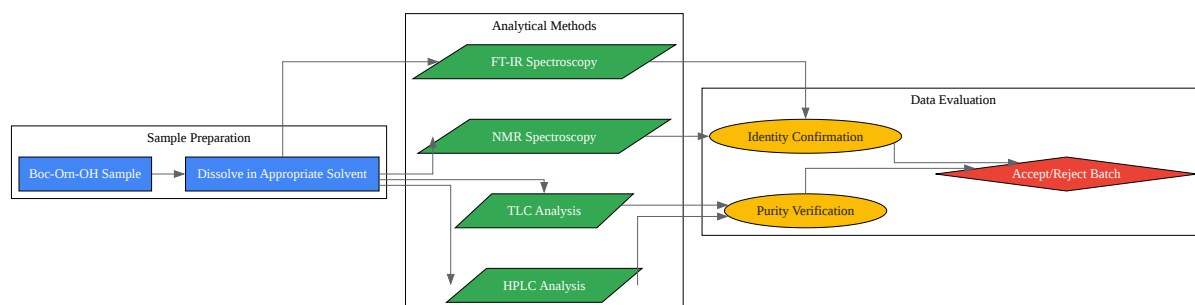 Sample Preparation
Boc-Orn-OH Sample
Dissolve in Appropriate Solvent
Analytical Methods
FT-IR Spectroscopy
NMR Spectroscopy
TLC Analysis
HPLC Analysis
Data Evaluation
Identity Confirmation
Purity Verification
Accept/Reject Batch